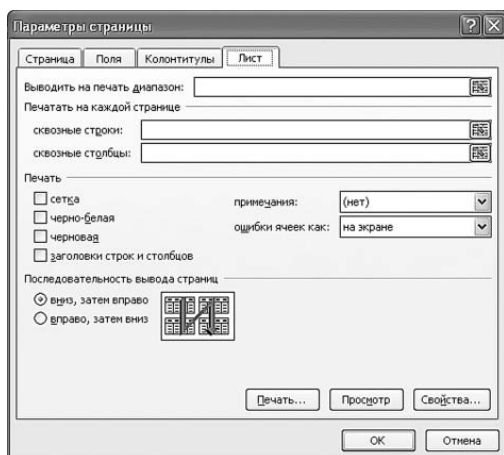 Параметры страницы
Страница Поля Колонтитулы Лист
Выводить на печать диапазон:
Печатать на каждой странице
сквозные строки:
сквозные столбцы:
Печать
сетка
черно-белая
черновая
заголовки строк и столбцов
примечания: (нет)
ошибки ячеек как: на экране
Последовательность вывода страниц
вниз, затем вправо
вправо, затем вниз
Печать... Просмотр Свойства...
OK Отмена